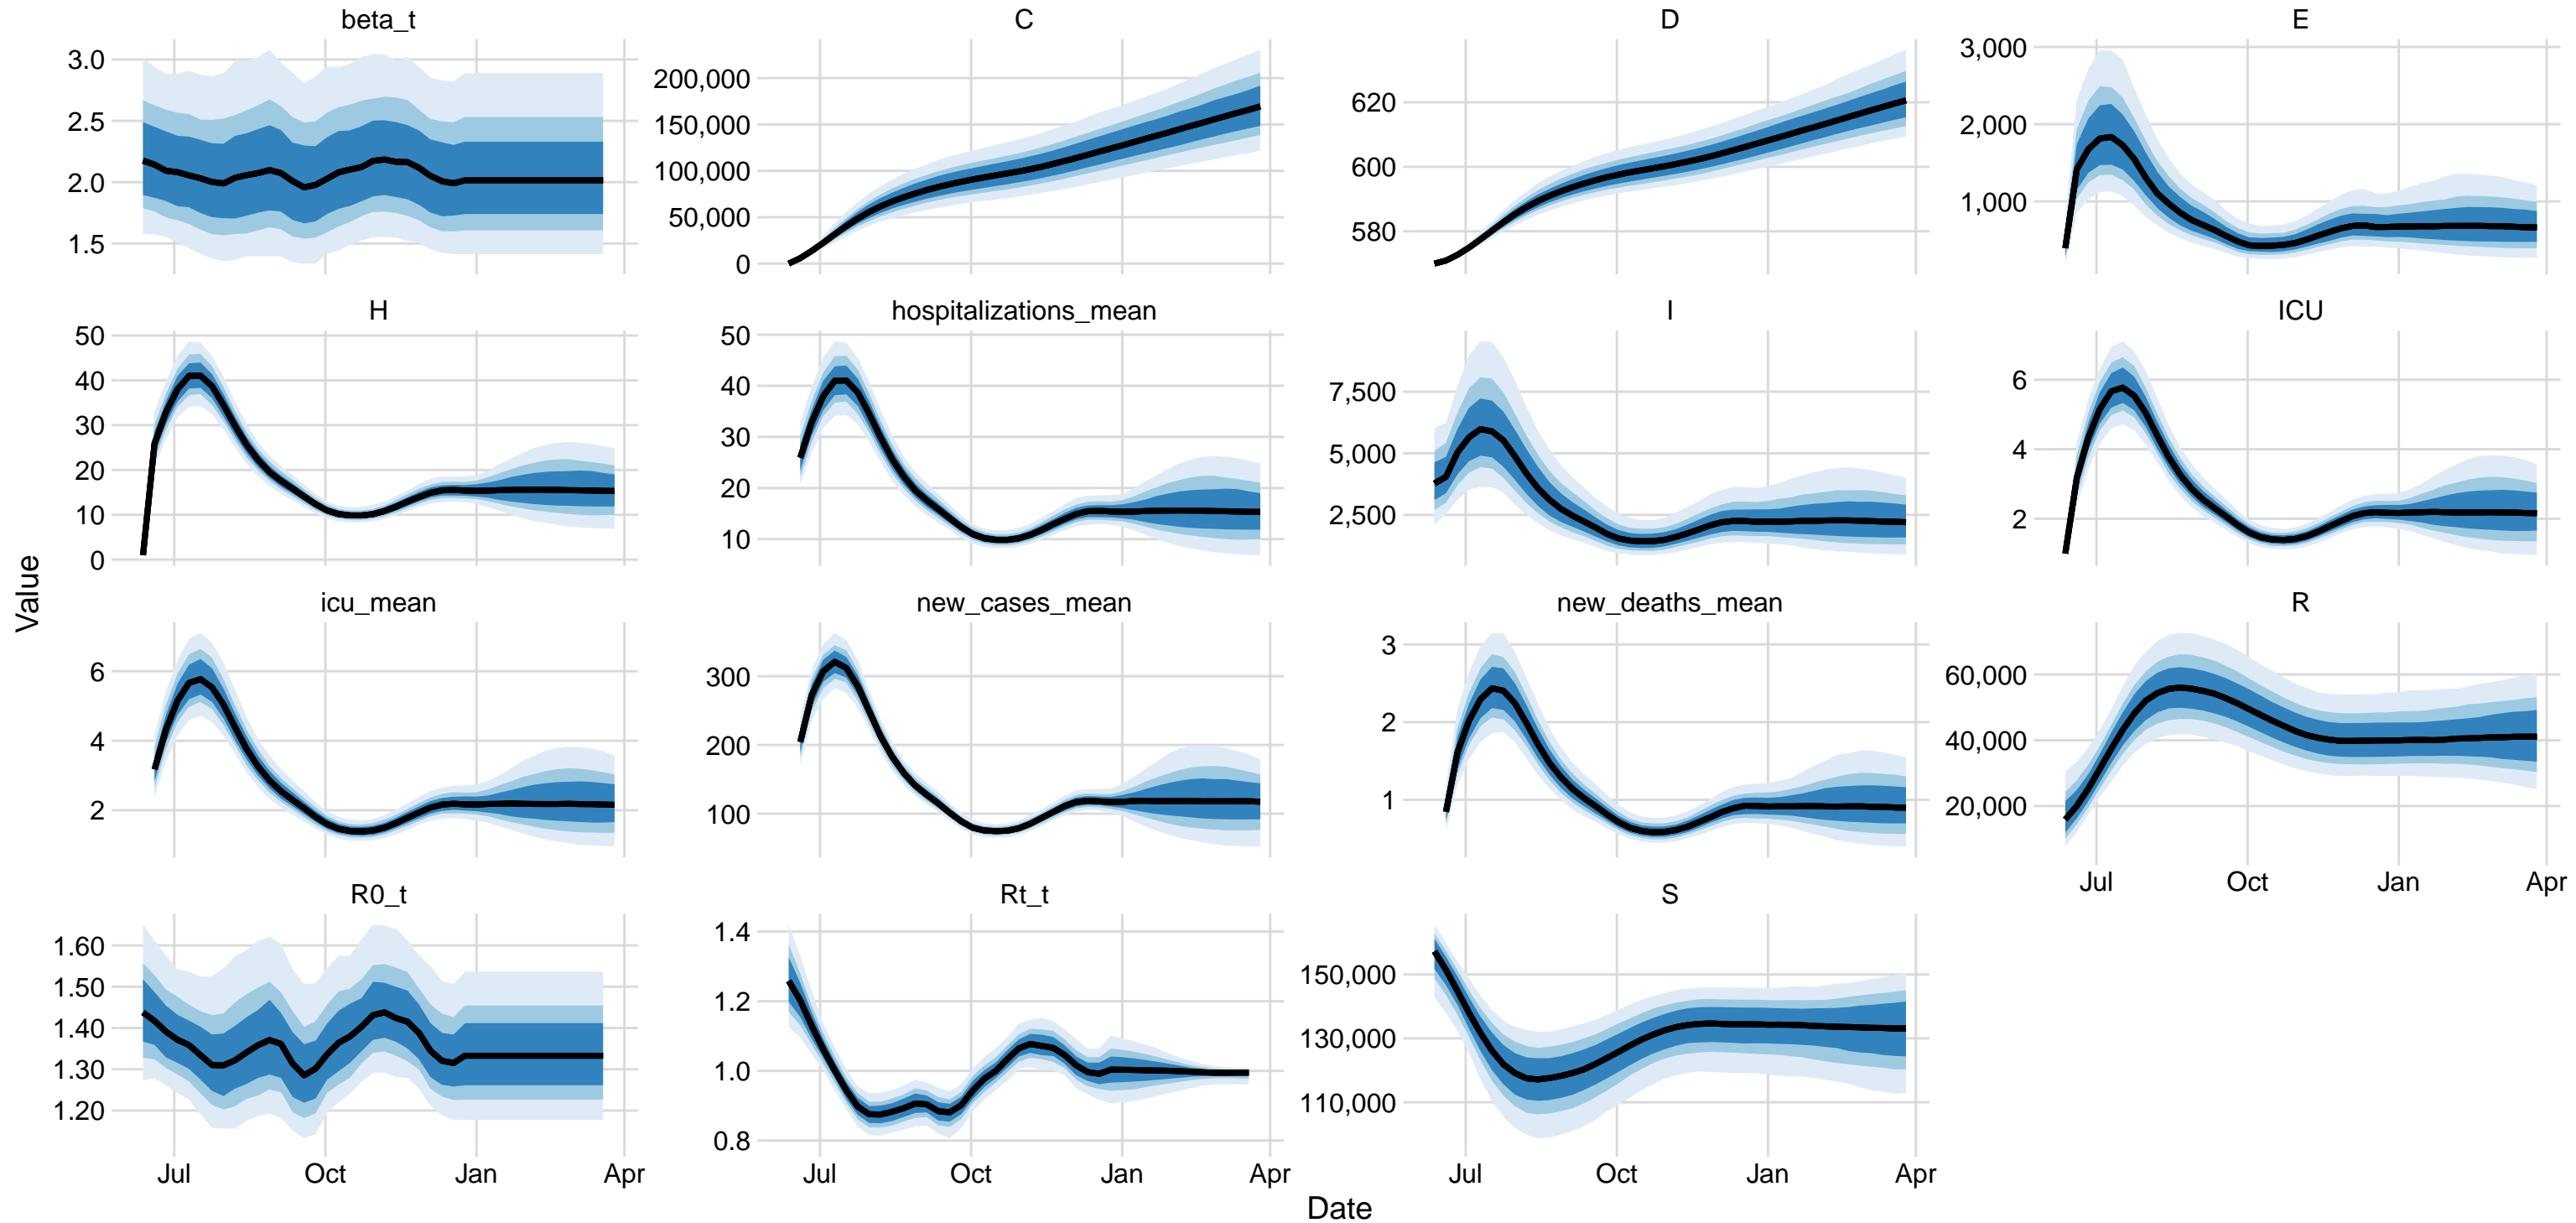 beta_t
C
D
E
3.0
2.5
2.0
1.5
200,000
150,000
100,000
50,000
0
620
600
580
3,000
2,000
1,000
H
hospitalizations_mean
I
ICU
50
40
30
20
10
0
50
40
30
20
10
7,500
5,000
2,500
6
4
2
Value
icu_mean
new_cases_mean
new_deaths_mean
R
6
4
2
300
200
100
3
2
1
60,000
40,000
20,000
Jul Oct Jan Apr
R0_t
Rt_t
S
1.60
1.50
1.40
1.30
1.20
1.4
1.2
1.0
0.8
150,000
130,000
110,000
Jul Oct Jan Apr
Jul Oct Jan Apr
Jul Oct Jan Apr
Date